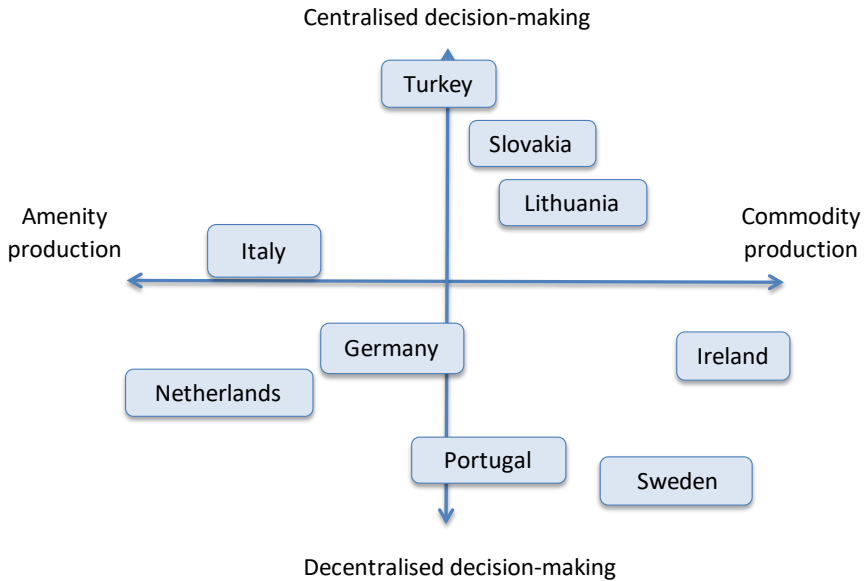 Centralised decision-making
Turkey
Slovakia
Lithuania
Amenity
production
Commodity
production
Italy
Germany
Ireland
Netherlands
Portugal
Sweden
Decentralised decision-making